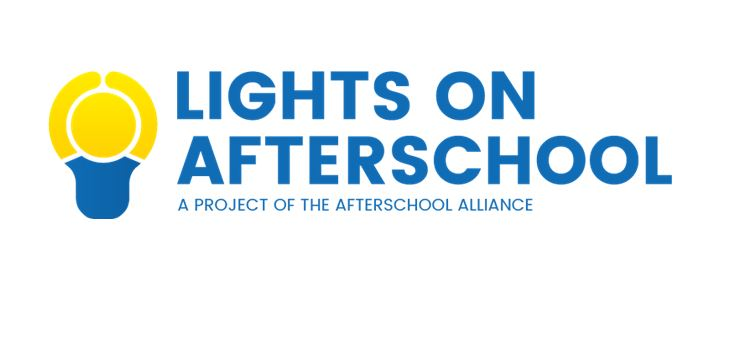 LIGHTS ON
AFTERSCHOOL
A PROJECT OF THE AFTERSCHOOL ALLIANCE